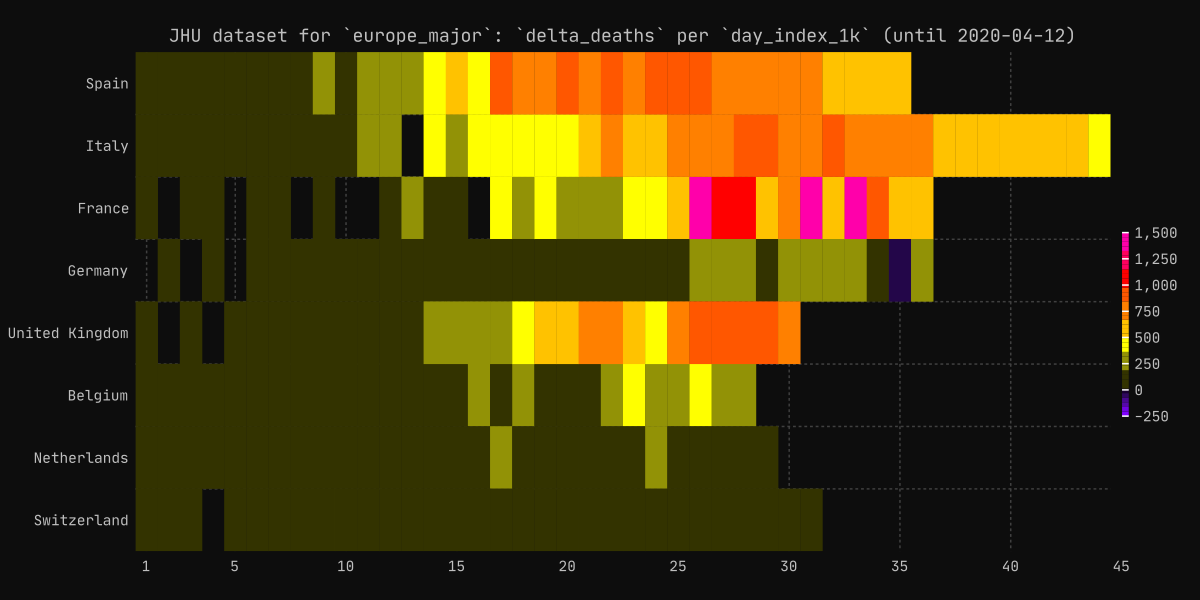 JHU dataset for `europe_major`: `delta_deaths` per `day_index_1k` (until 2020-04-12)
Spain
Italy
France
Germany
United Kingdom
Belgium
Netherlands
Switzerland
1,500
1,250
1,000
750
500
250
0
−250
1 5 10 15 20 25 30 35 40 45